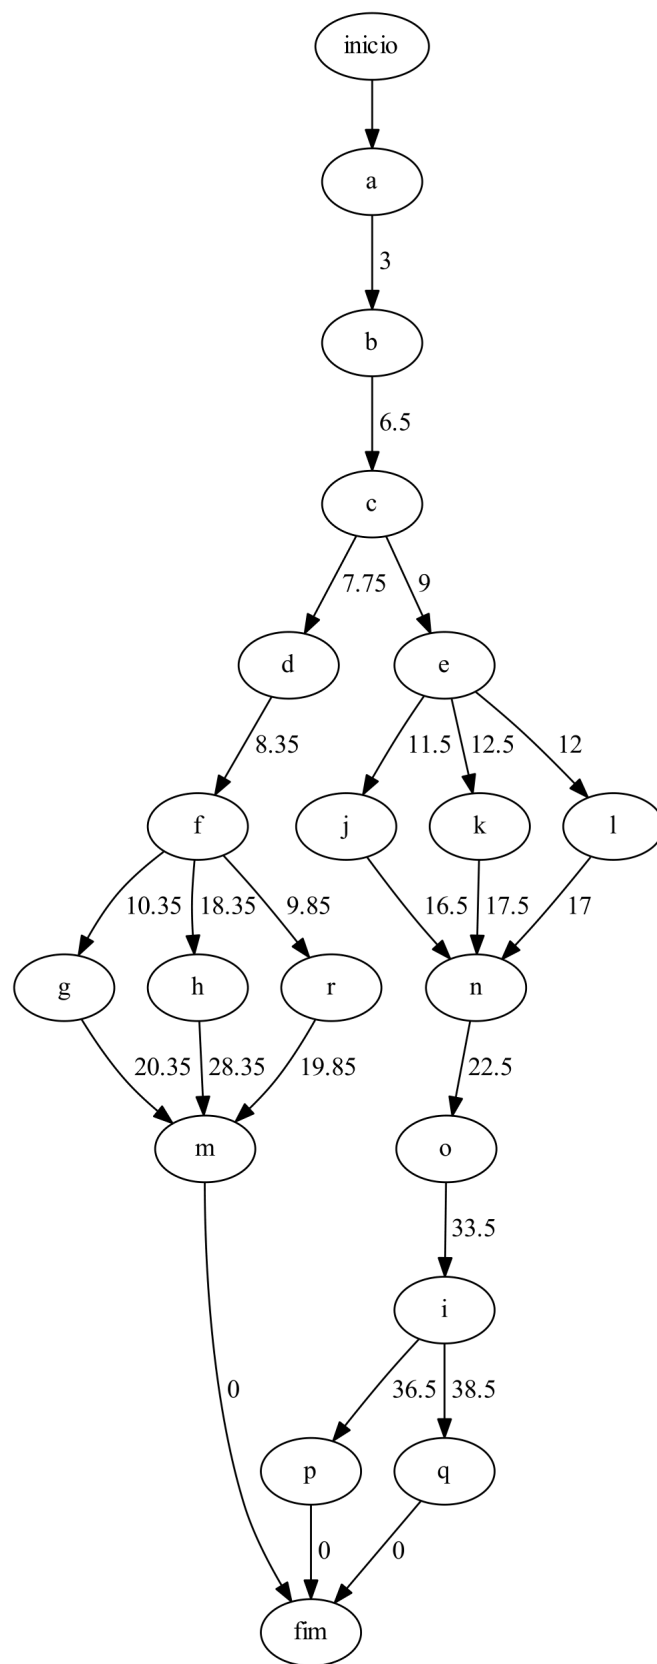 inicio
a
3
b
6.5
c
7.75 9
d e
8.35 11.5 12.5 12
f j k l
10.35 18.35 9.85 16.5 17.5 17
g h r n
20.35 28.35 19.85 22.5
m o
33.5
i
0 36.5 38.5
p q
0 0
fim